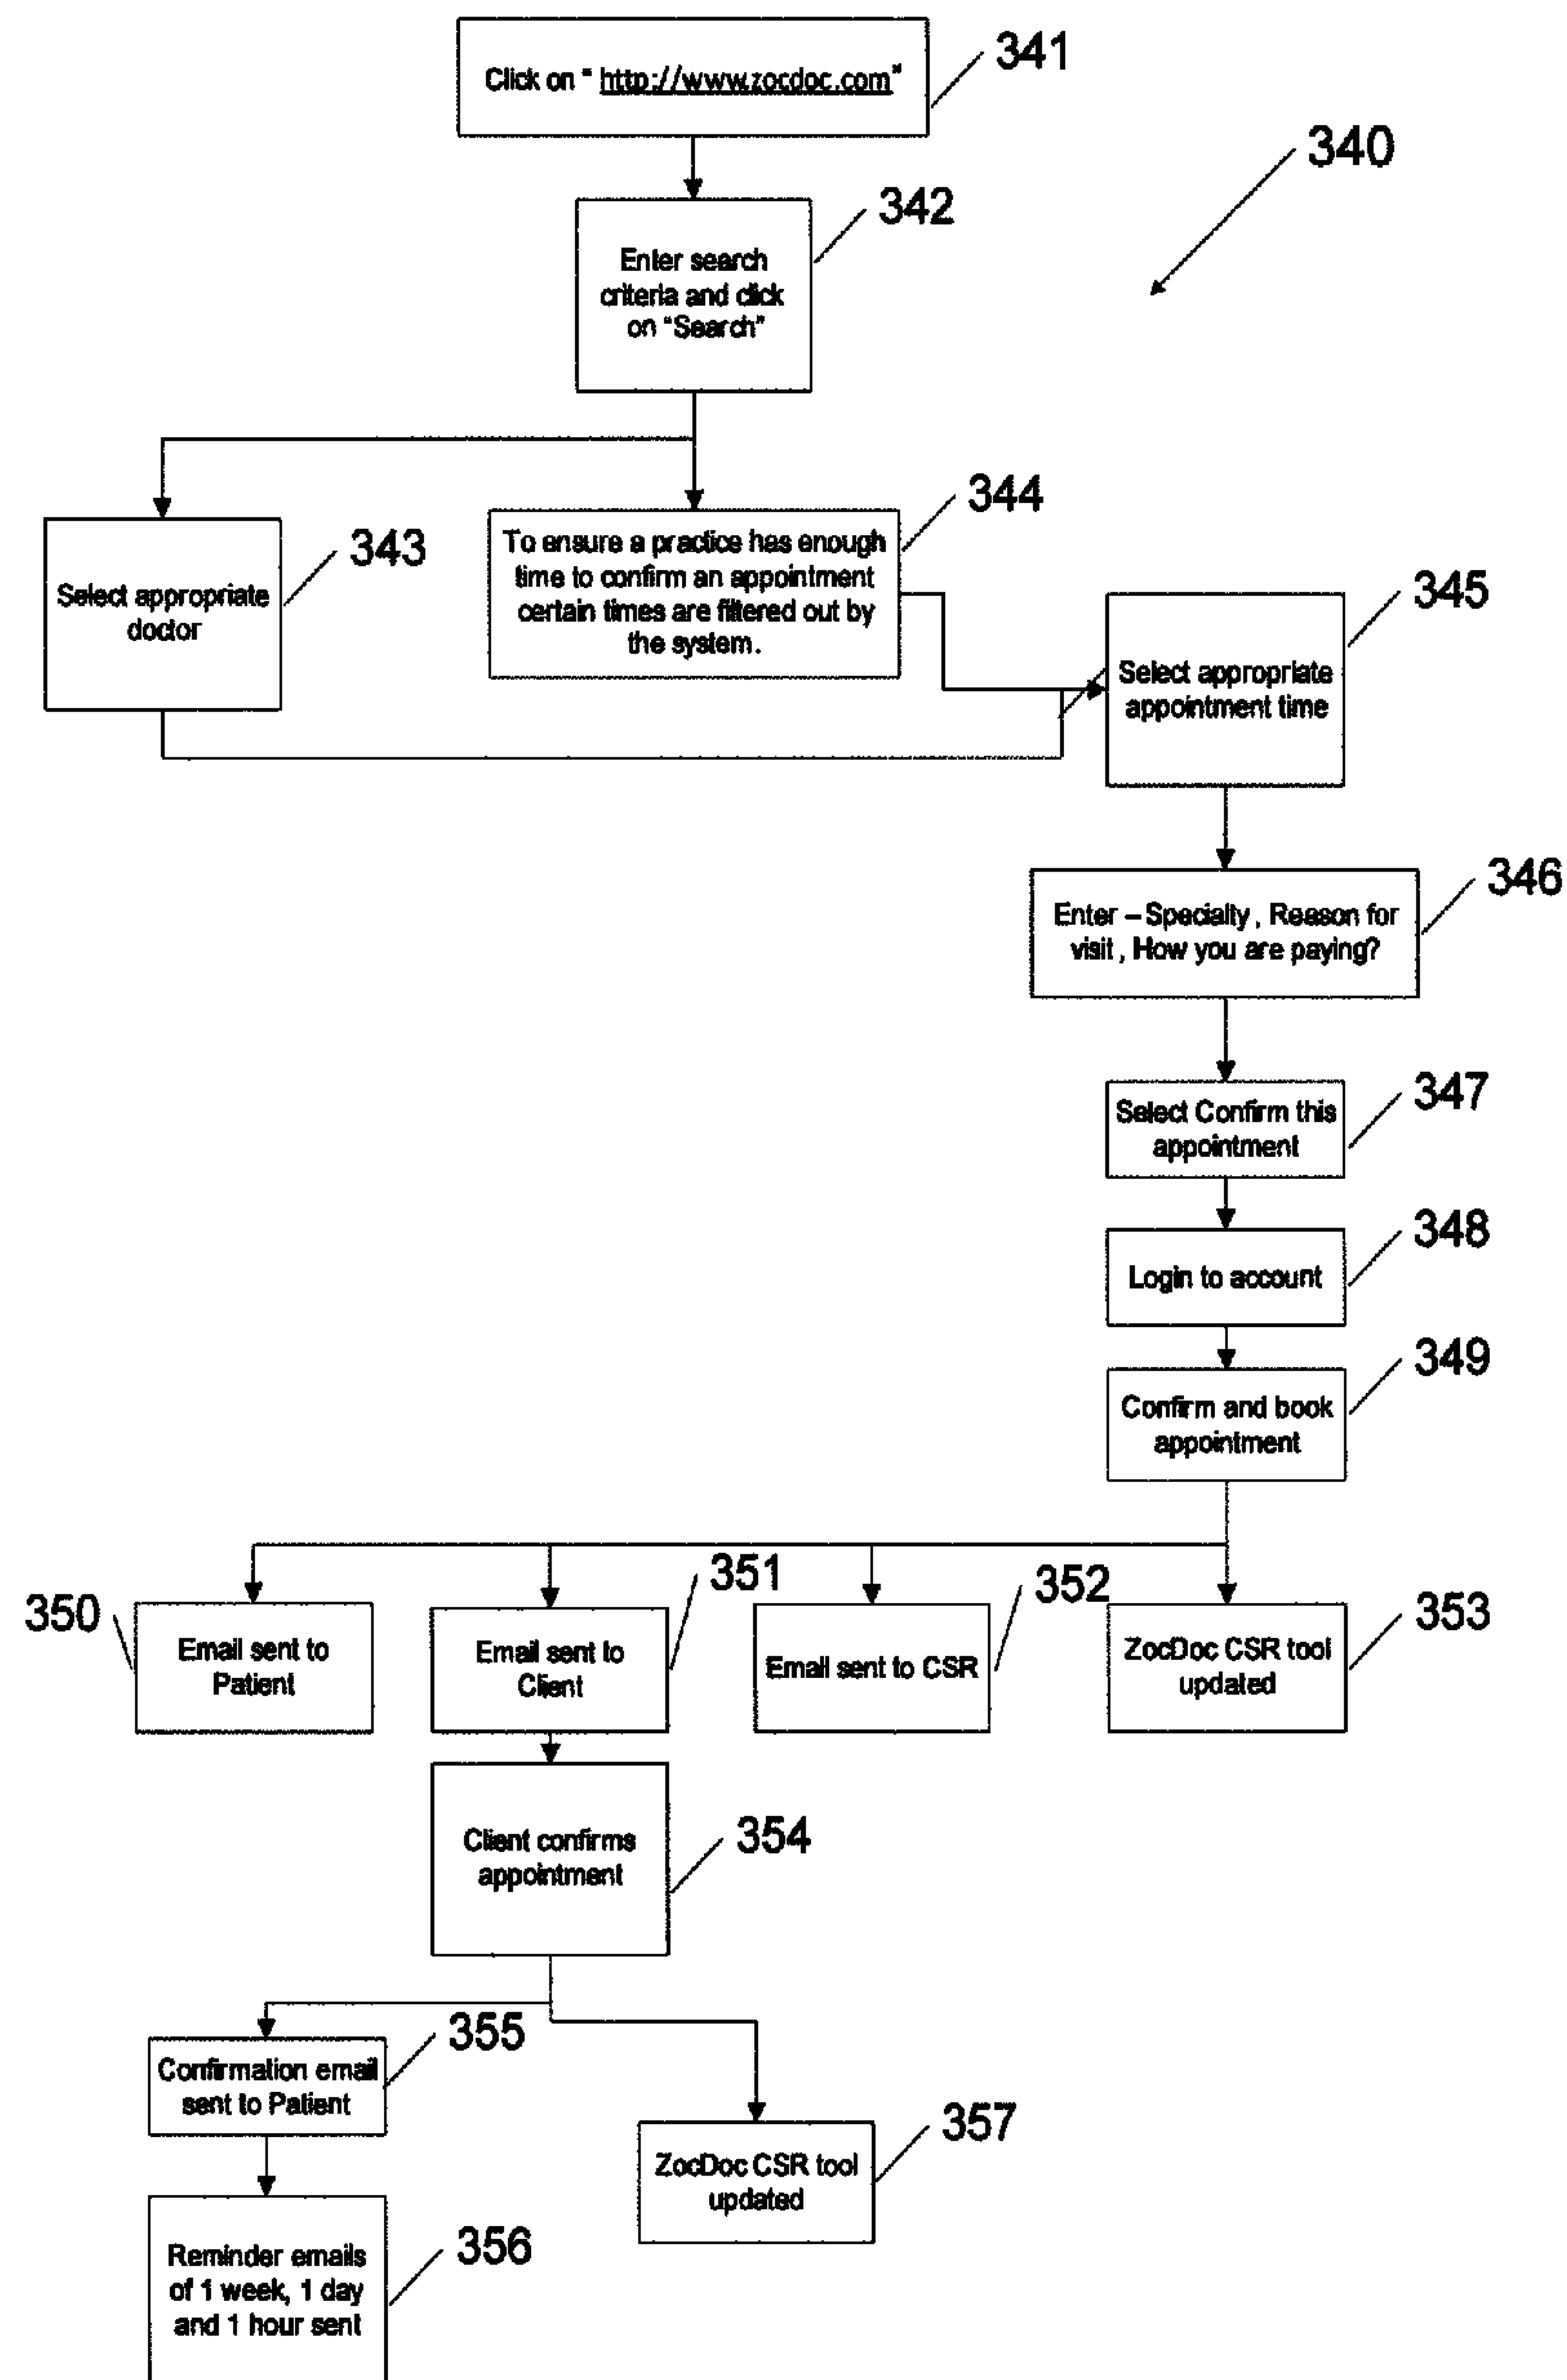 Click on " http://www.zocdoc.com"
341
340
342
Enter search
criteria and click
on "Search"
344
343
To ensure a practice has enough
time to confirm an appointment
certain times are filtered out by
the system.
Select appropriate
doctor
345
Select appropriate
appointment time
346
Enter – Specialty , Reason for
visit , How you are paying?
347
Select Confirm this
appointment
348
Login to account
349
Confirm and book
appointment
350
351
352
353
Email sent to
Patient
Email sent to
Client
Email sent to CSR
ZocDoc CSR tool
updated
354
Client confirms
appointment
355
Confirmation email
sent to Patient
357
ZocDoc CSR tool
updated
356
Reminder emails
of 1 week, 1 day
and 1 hour sent